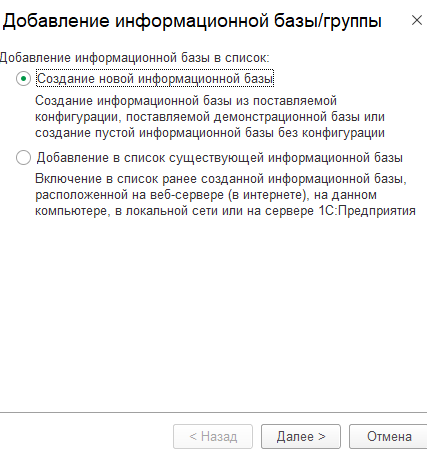 Добавление информационной базы/группы
Добавление информационной базы в список:
Создание новой информационной базы
Создание информационной базы из поставляемой
конфигурации, поставляемой демонстрационной базы или
создание пустой информационной базы без конфигурации
Добавление в список существующей информационной базы
Включение в список ранее созданной информационной базы,
расположенной на веб-сервере (в интернете), на данном
компьютере, в локальной сети или на сервере 1С:Предприятия
< Назад
Далее >
Отмена